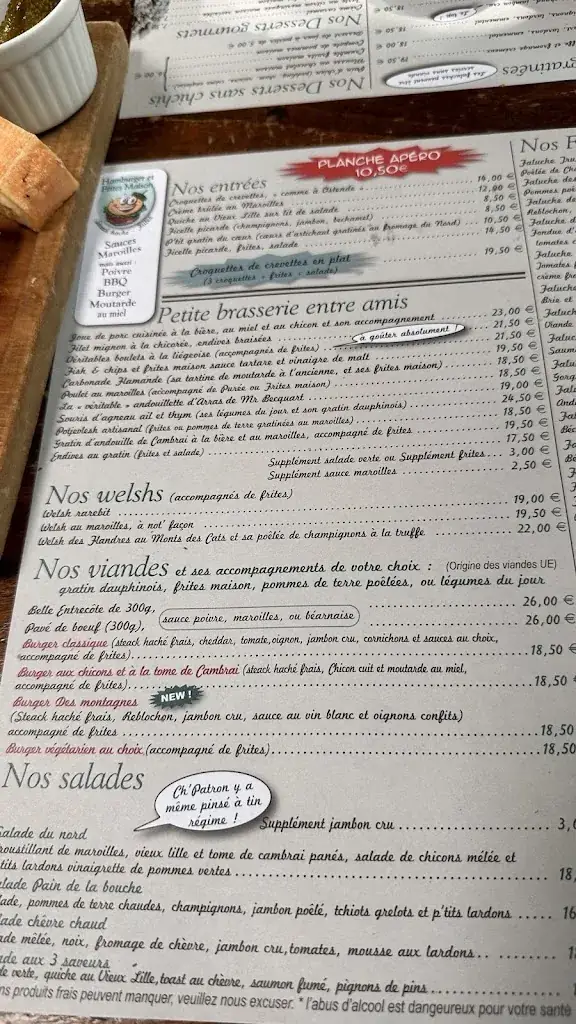 Nos Desserts gourmets
Nos Desserts sans chichis
gratinées
PLANCHE APÉRO
10,50€
Hamburger et
Frites Maison
Sauces
Maroilles
mais aussi :
Poivre
BBQ
Burger
Moutarde
au miel
Nos entrées
Croquettes de crevettes, « comme à Ostende » 14,00 €
Crème brûlée au Maroilles 12,00 €
Quiche au Vieux Lille sur lit de salade 8,50 €
Ficelle picarde (champignons, jambon, béchamel) 8,50 €
P'tit gratin du cœur (cœurs d'artichaut gratinés au fromage du Nord) 10,50 €
Ficelle picarde, frites, salade 14,50 €
Croquettes de crevettes en plat 19,50 €
(3 croquettes + frites + salade)
Petite brasserie entre amis
Joue de porc cuisinée à la bière, au miel et au chicon et son accompagnement 23,00 €
Filet mignon à la chicorée, endives braisées 21,50 €
à goûter absolument !
Véritables boulets à la liégeoise (accompagnés de frites) 21,50 €
Fish & chips et frites maison sauce tartare et vinaigre de malt 19,50 €
Carbonade Flamande (sa tartine de moutarde à l'ancienne, et ses frites maison) 18,50 €
Poulet au maroilles (accompagné de Purée ou Frites maison) 18,50 €
La « véritable » andouillette d'Arras de Mr Becquart 19,00 €
Souris d'agneau ail et thym (ses légumes du jour et son gratin dauphinois) 24,50 €
Potjevlesh artisanal (frites ou pommes de terre gratinées au maroilles) 18,50 €
Gratin d'andouille de Cambrai à la bière et au maroilles, accompagné de frites 19,50 €
Endives au gratin (frites et salade) 17,50 €
Supplément salade verte ou Supplément frites 3,00 €
Supplément sauce maroilles 2,50 €
Nos welshs (accompagnés de frites)
Welsh rarebit 19,00 €
Welsh au maroilles, à not' façon 19,50 €
Welsh des Flandres au Monts des Cats et sa poêlée de champignons à la truffe 22,00 €
Nos viandes et ses accompagnements de votre choix : (Origine des viandes UE)
gratin dauphinois, frites maison, pommes de terre poêlées, ou légumes du jour
Belle Entrecôte de 300g, 26,00 €
Pavé de boeuf (300g), sauce poivre, maroilles, ou béarnaise 26,00 €
Burger classique (steack haché frais, cheddar, tomate,oignon, jambon cru, cornichons et sauces au choix,
accompagné de frites) 18,50 €
Burger aux chicons et à la tome de Cambrai (steack haché frais, Chicon cuit et moutarde au miel,
accompagné de frites) 18,50 €
Burger Des montagnes NEW !
(Steack haché frais, Reblochon, jambon cru, sauce au vin blanc et oignons confits)
accompagné de frites 18,50
Burger végétarien au choix (accompagné de frites) 18,50
Nos salades
Ch'Patron y a
même pinsé à tin
régime !
Supplément jambon cru 3,0
Salade du nord
roustillant de maroilles, vieux lille et tome de cambrai panés, salade de chicons mêlée et
tits lardons vinaigrette de pommes vertes 18,
alade Pain de la bouche
lade, pommes de terre chaudes, champignons, jambon poêlé, tchiots grelots et p'tits lardons 16
lade chèvre chaud
ade mêlée, noix, fromage de chèvre, jambon cru,tomates, mousse aux lardons
ade aux 3 saveurs
de verte, quiche au Vieux Lille,toast au chèvre, saumon fumé, pignons de pins
ns produits frais peuvent manquer, veuillez nous excuser. * l'abus d'alcool est dangereux pour votre santé